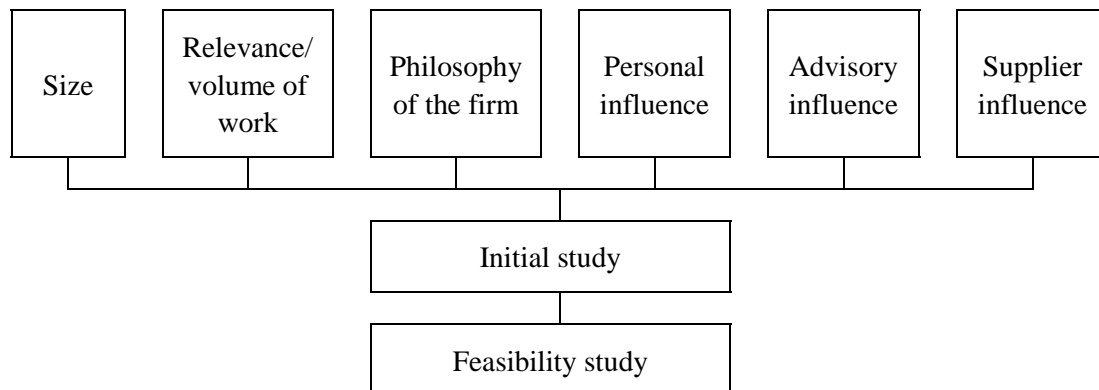 Size
Relevance/
volume of
work
Philosophy
of the firm
Personal
influence
Advisory
influence
Supplier
influence
Initial study
Feasibility study